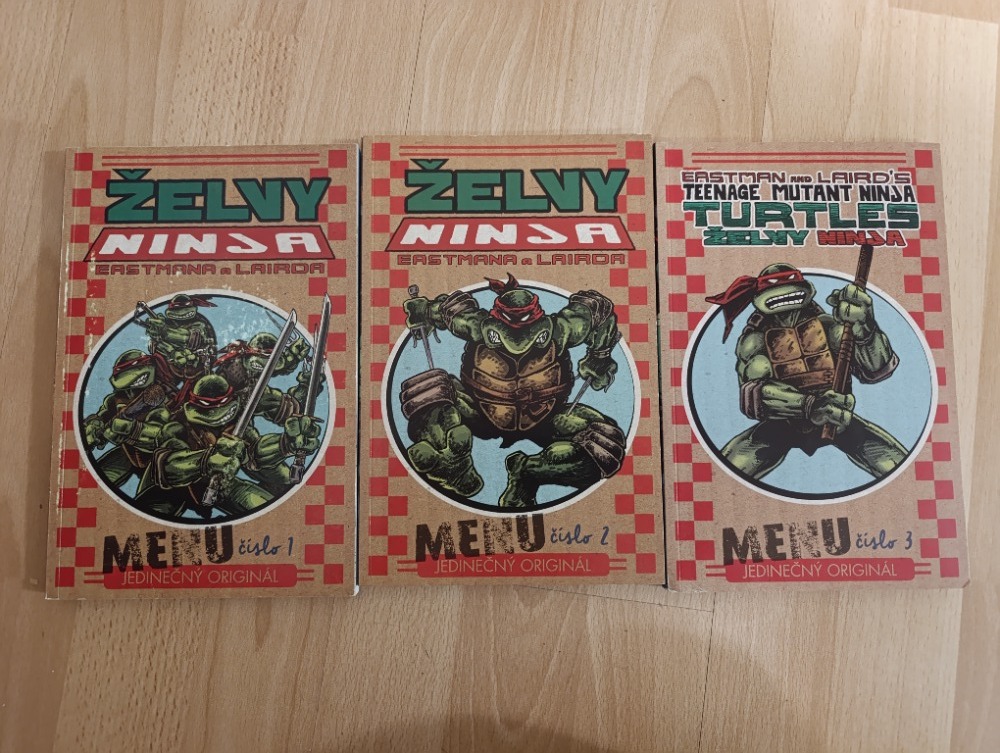 ŽELVY
NINJA
EASTMANA a LAIRDA
MENU číslo 1
JEDINEČNÝ ORIGINÁL
ŽELVY
NINJA
EASTMANA a LAIRDA
MENU číslo 2
JEDINEČNÝ ORIGINÁL
EASTMAN AND LAIRD'S
TEENAGE MUTANT NINJA
TURTLES
ŽELVY NINJA
MENU číslo 3
JEDINEČNÝ ORIGINÁL